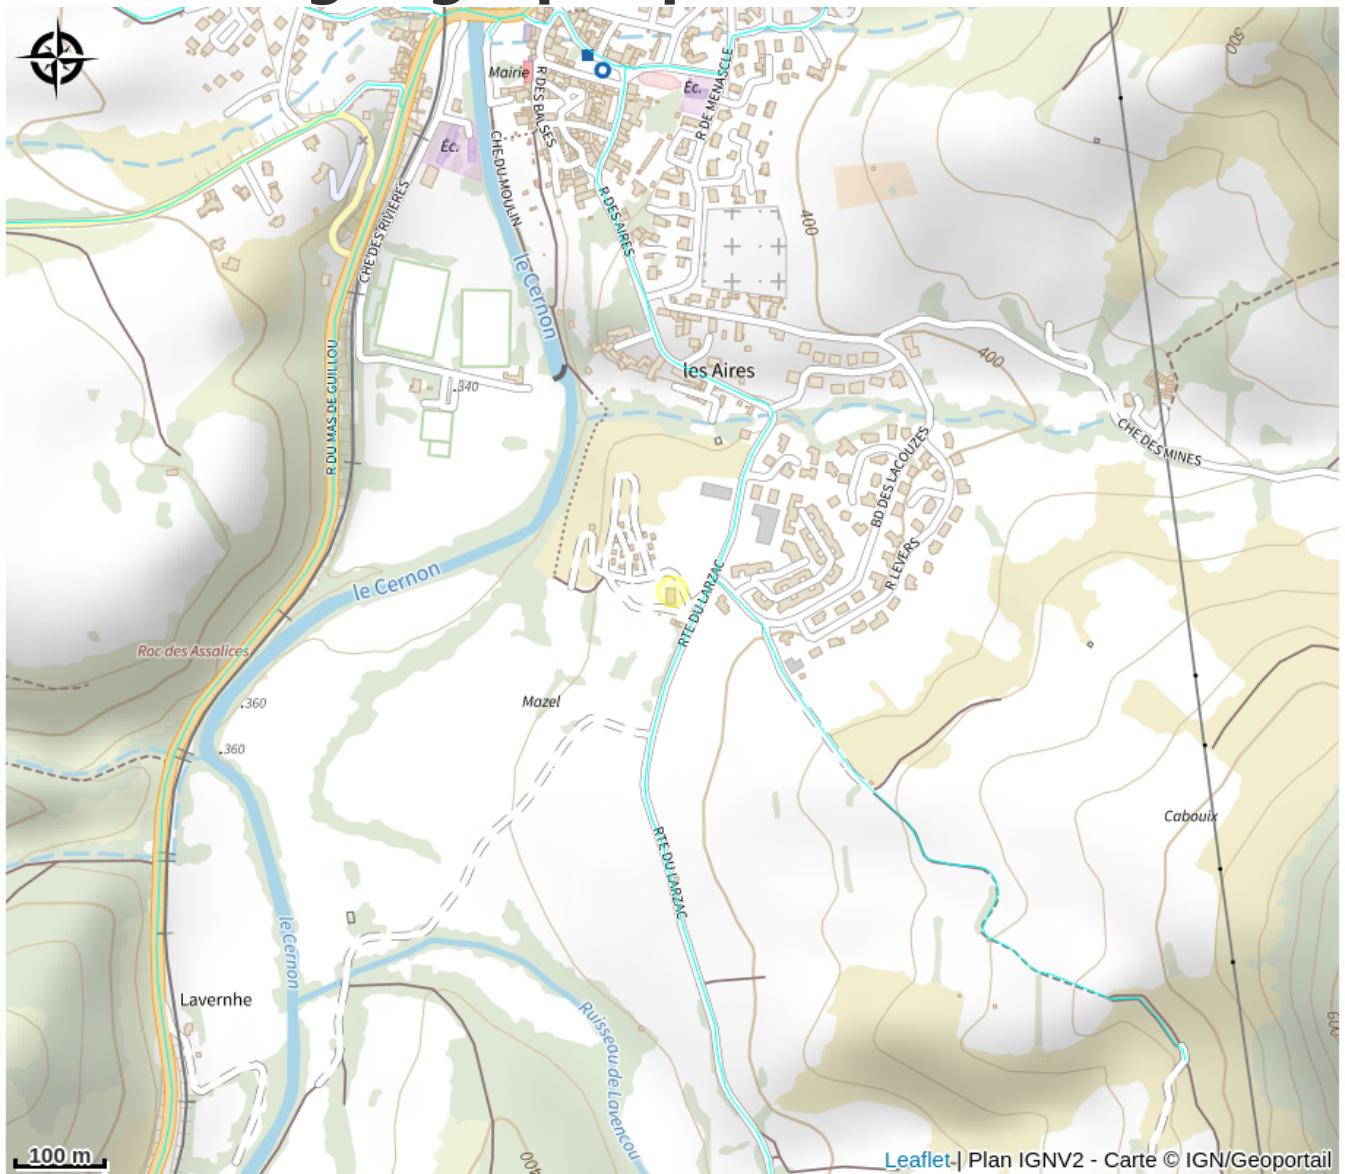 500
Mairie
Éc.
R DE MENASCLE
R DES BALSES
Éc.
CHE DU MOULIN
CHE DES RIVIÈRES
R DES AIRES
400
le Cernon
R DU MAS DE GUILLOU
.340
les Aires
400
CHE DES MINES
BD DES LACOUZES
R LEVERS
le Cernon
RTE DU LARZAC
Roc des Assalices
Mazel
.360
.360
Cabouix
RTE DU LARZAC
le Cernon
Lavernhe
Ruisseau de Lavencou
600
400
100 m
Leaflet | Plan IGNV2 - Carte © IGN/Geoportail